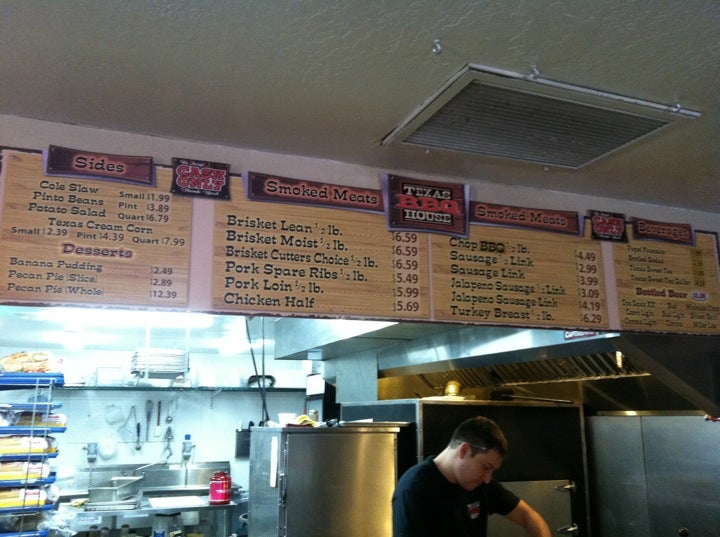 Sides
Cole Slaw
Pinto Beans
Potato Salad
Small $1.99
Pint $3.89
Quart $6.79
Texas Cream Corn
Small $2.39 Pint $4.39 Quart $7.99
Desserts
Banana Pudding $2.49
Pecan Pie (Slice) $2.89
Pecan Pie (Whole) $12.39
CASH
ONLY
Smoked Meats
Brisket Lean 1/2 lb. $6.59
Brisket Moist 1/2 lb. $6.59
Brisket Cutters Choice 1/2 lb. $6.59
Pork Spare Ribs 1/2 lb. $5.49
Pork Loin 1/2 lb. $5.99
Chicken Half $5.69
TEXAS
BBQ
HOUSE
Smoked Meats
Chop BBQ 1/2 lb. $4.49
Sausage 1/2 Link $2.99
Sausage Link
Jalapeno Sausage 1/2 Link $3.09
Jalapeno Sausage Link $4.19
Turkey Breast 1/2 lb. $6.29
CASH
ONLY
Beverages
Bottled Beer